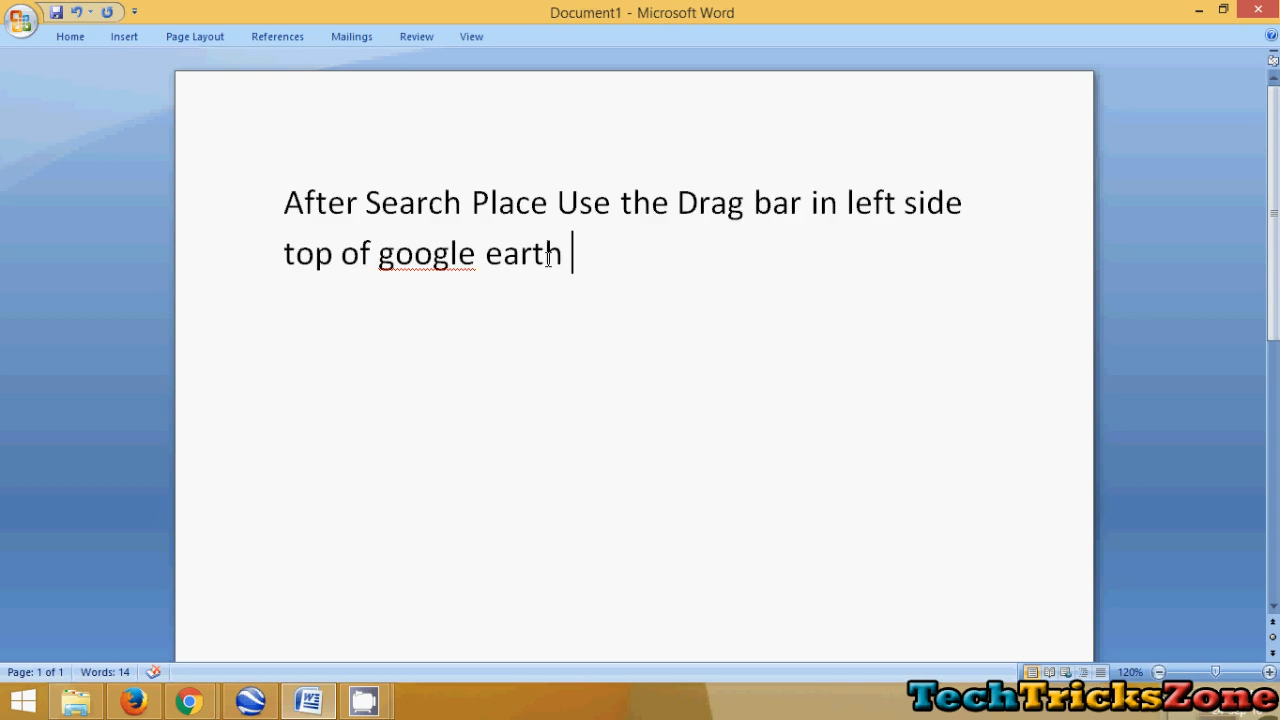 Document1 - Microsoft Word
Home Insert Page Layout References Mailings Review View
After Search Place Use the Drag bar in left side
top of google earth
Page: 1 of 1 Words: 14 120%
TechTricksZone